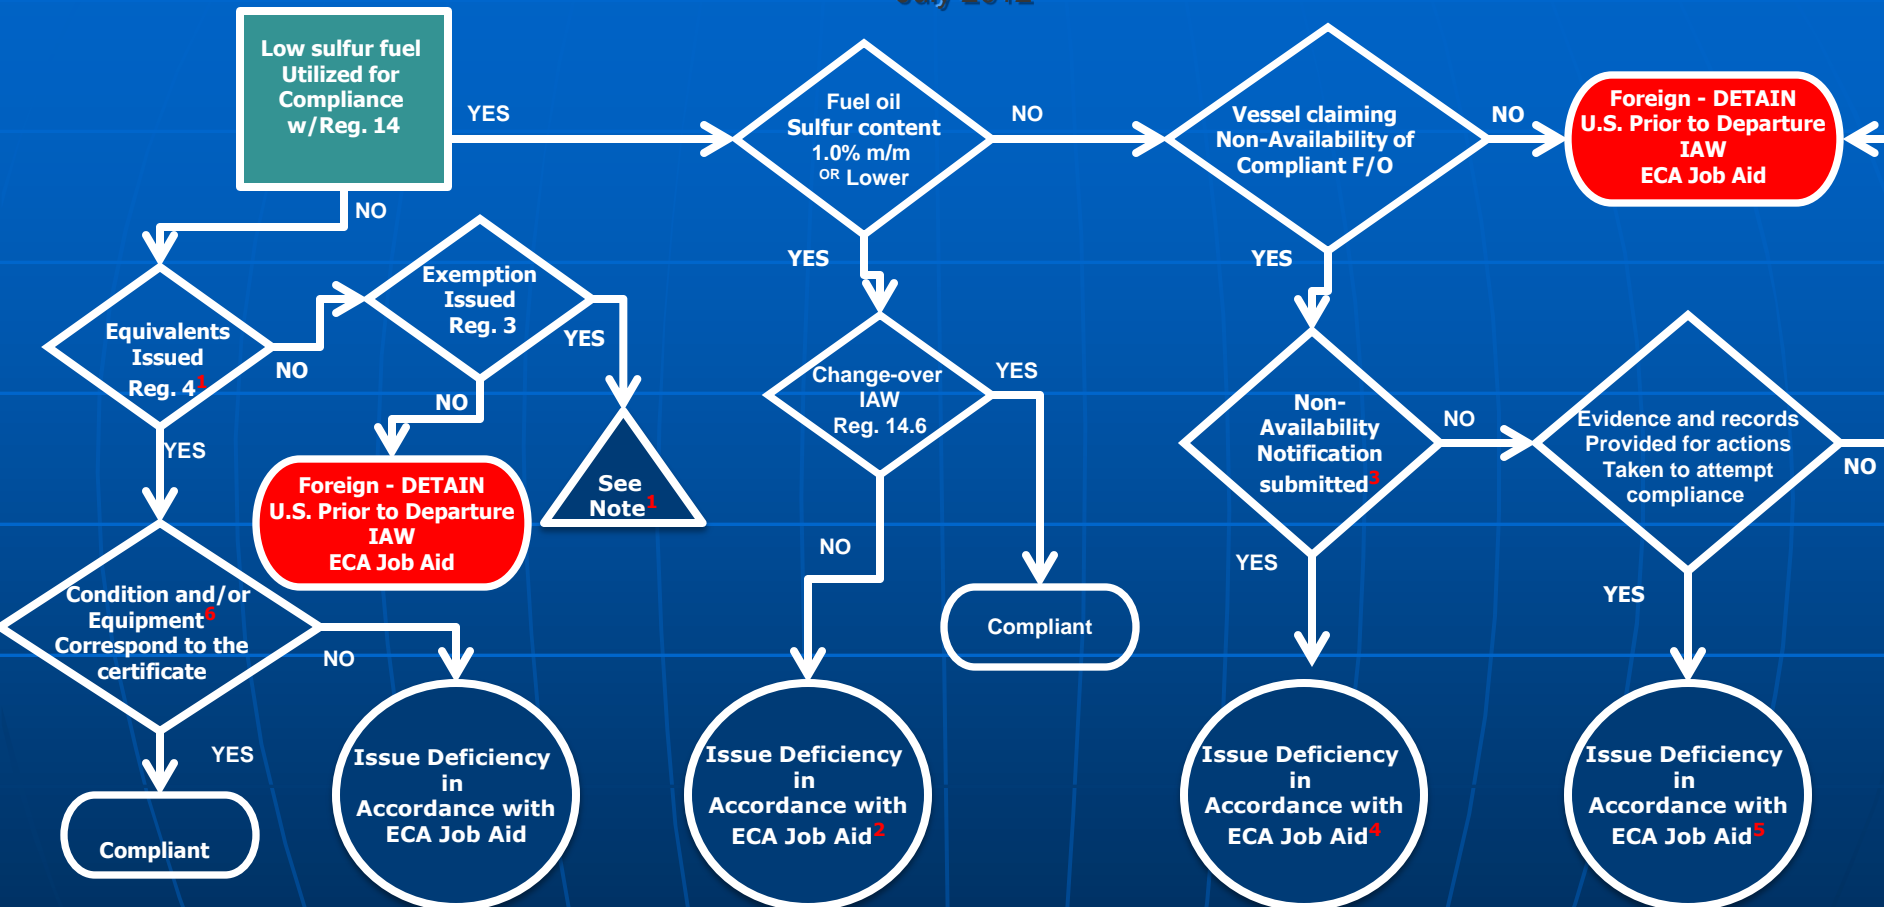 July 2012
Low sulfur fuel
Utilized for
Compliance
w/Reg. 14
YES
NO
Fuel oil
Sulfur content
1.0% m/m
OR Lower
NO
YES
Vessel claiming
Non-Availability of
Compliant F/O
NO
YES
Foreign - DETAIN
U.S. Prior to Departure
IAW
ECA Job Aid
Equivalents
Issued
Reg. 4¹
NO
YES
Exemption
Issued
Reg. 3
YES
NO
See
Note¹
Foreign - DETAIN
U.S. Prior to Departure
IAW
ECA Job Aid
Change-over
IAW
Reg. 14.6
YES
NO
Compliant
Non-
Availability
Notification
submitted³
NO
YES
Evidence and records
Provided for actions
Taken to attempt
compliance
NO
YES
Condition and/or
Equipment⁶
Correspond to the
certificate
NO
YES
Compliant
Issue Deficiency
in
Accordance with
ECA Job Aid
Issue Deficiency
in
Accordance with
ECA Job Aid²
Issue Deficiency
in
Accordance with
ECA Job Aid⁴
Issue Deficiency
in
Accordance with
ECA Job Aid⁵